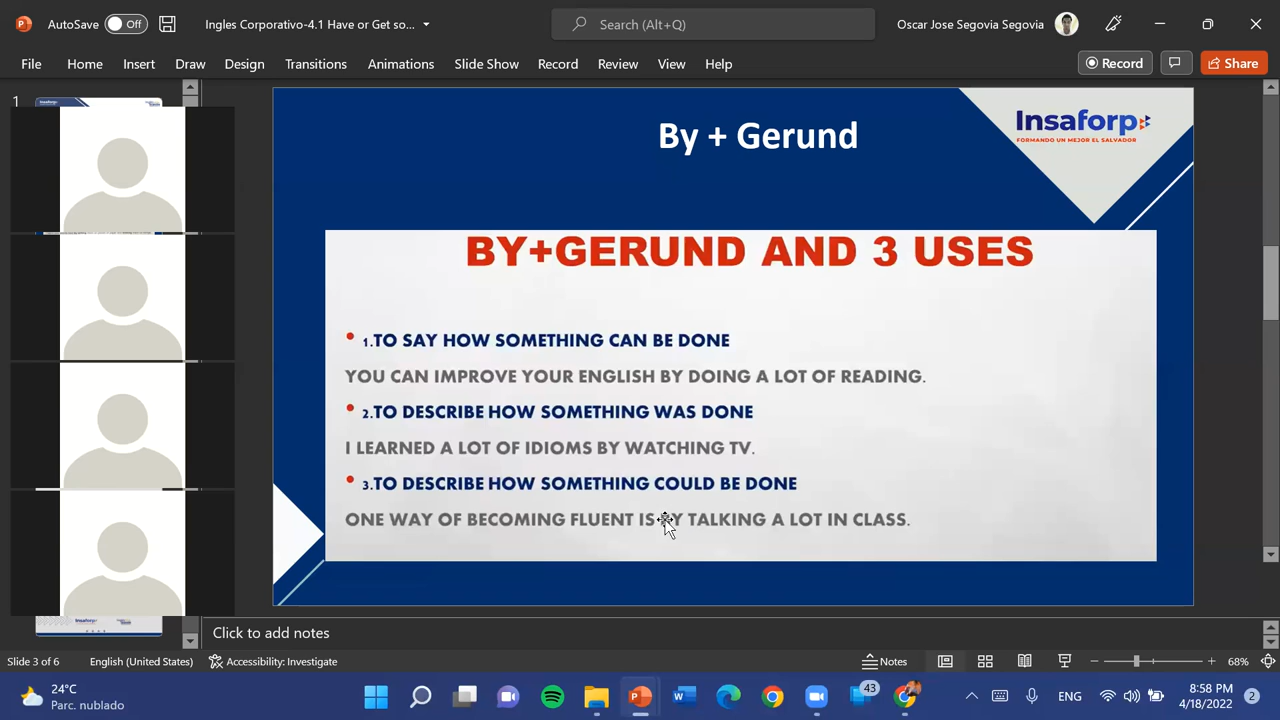 AutoSave Off Ingles Corporativo-4.1 Have or Get so... Search (Alt+Q) Oscar Jose Segovia Segovia
File Home Insert Draw Design Transitions Animations Slide Show Record Review View Help Record Share
1
By + Gerund
Insaforp
FORMANDO UN MEJOR EL SALVADOR
BY+GERUND AND 3 USES
• 1.TO SAY HOW SOMETHING CAN BE DONE
YOU CAN IMPROVE YOUR ENGLISH BY DOING A LOT OF READING.
• 2.TO DESCRIBE HOW SOMETHING WAS DONE
I LEARNED A LOT OF IDIOMS BY WATCHING TV.
• 3.TO DESCRIBE HOW SOMETHING COULD BE DONE
ONE WAY OF BECOMING FLUENT IS BY TALKING A LOT IN CLASS.
Insaforp
Click to add notes
Slide 3 of 6 English (United States) Accessibility: Investigate Notes 68%
24°C
Parc. nublado
43
ENG
8:58 PM
4/18/2022
2